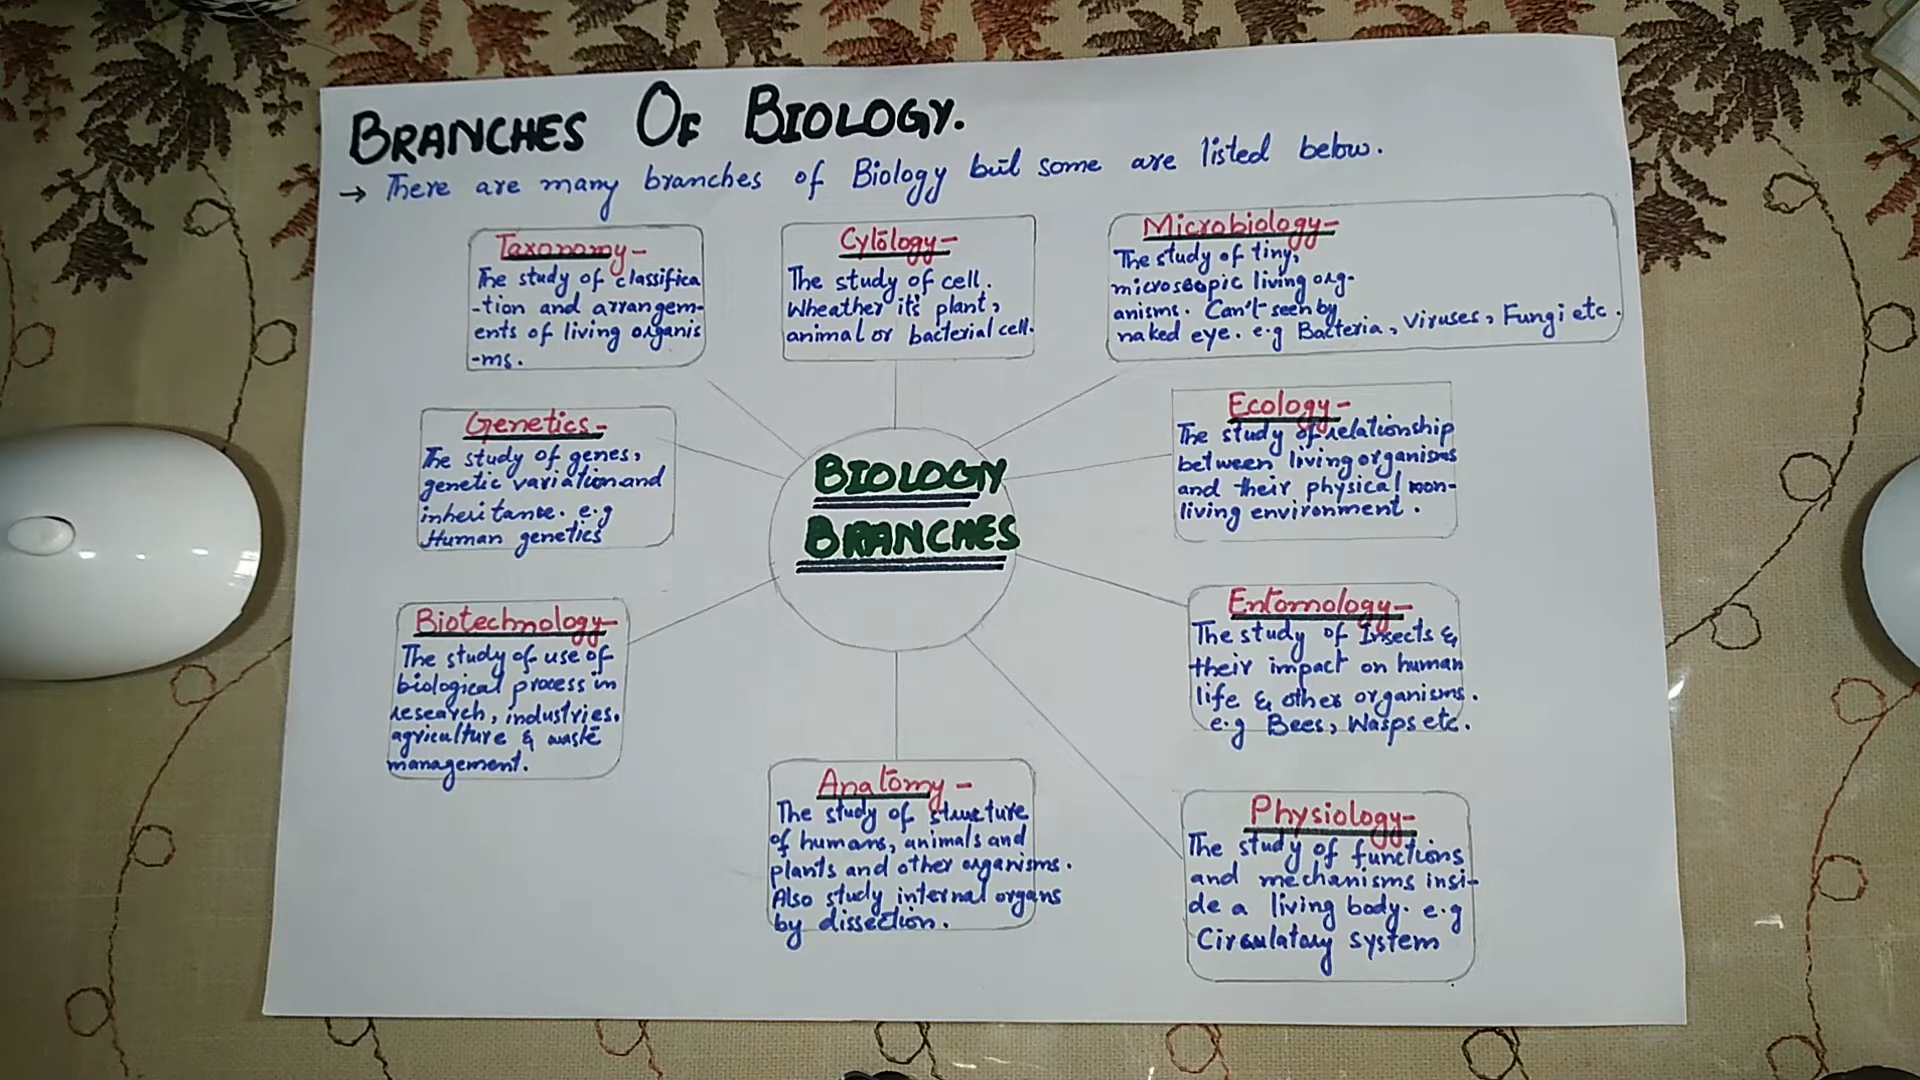 BRANCHES OF BIOLOGY.
→ There are many branches of Biology but some are listed below.
Taxonomy-
The study of classifica
-tion and arrangem-
ents of living organis
-ms.
Cytology-
The study of cell.
Wheather it's plant,
animal or bacterial cell.
Microbiology-
The study of tiny,
microscopic living org-
anisms. Can't seen by
naked eye. e.g Bacteria, Viruses, Fungi etc.
Genetics-
The study of genes,
genetic variation and
inheritance. e.g
Human genetics
BIOLOGY
BRANCHES
Ecology-
The study of relationship
between living organisms
and their physical non-
living environment.
Biotechnology-
The study of use of
biological process in
research, industries,
agriculture & waste
management.
Entomology-
The study of Insects &
their impact on human
life & other organisms.
e.g Bees, Wasps etc.
Anatomy-
The study of structure
of humans, animals and
plants and other organisms.
Also study internal organs
by dissection.
Physiology-
The study of functions
and mechanisms insi-
de a living body. e.g
Circulatory system